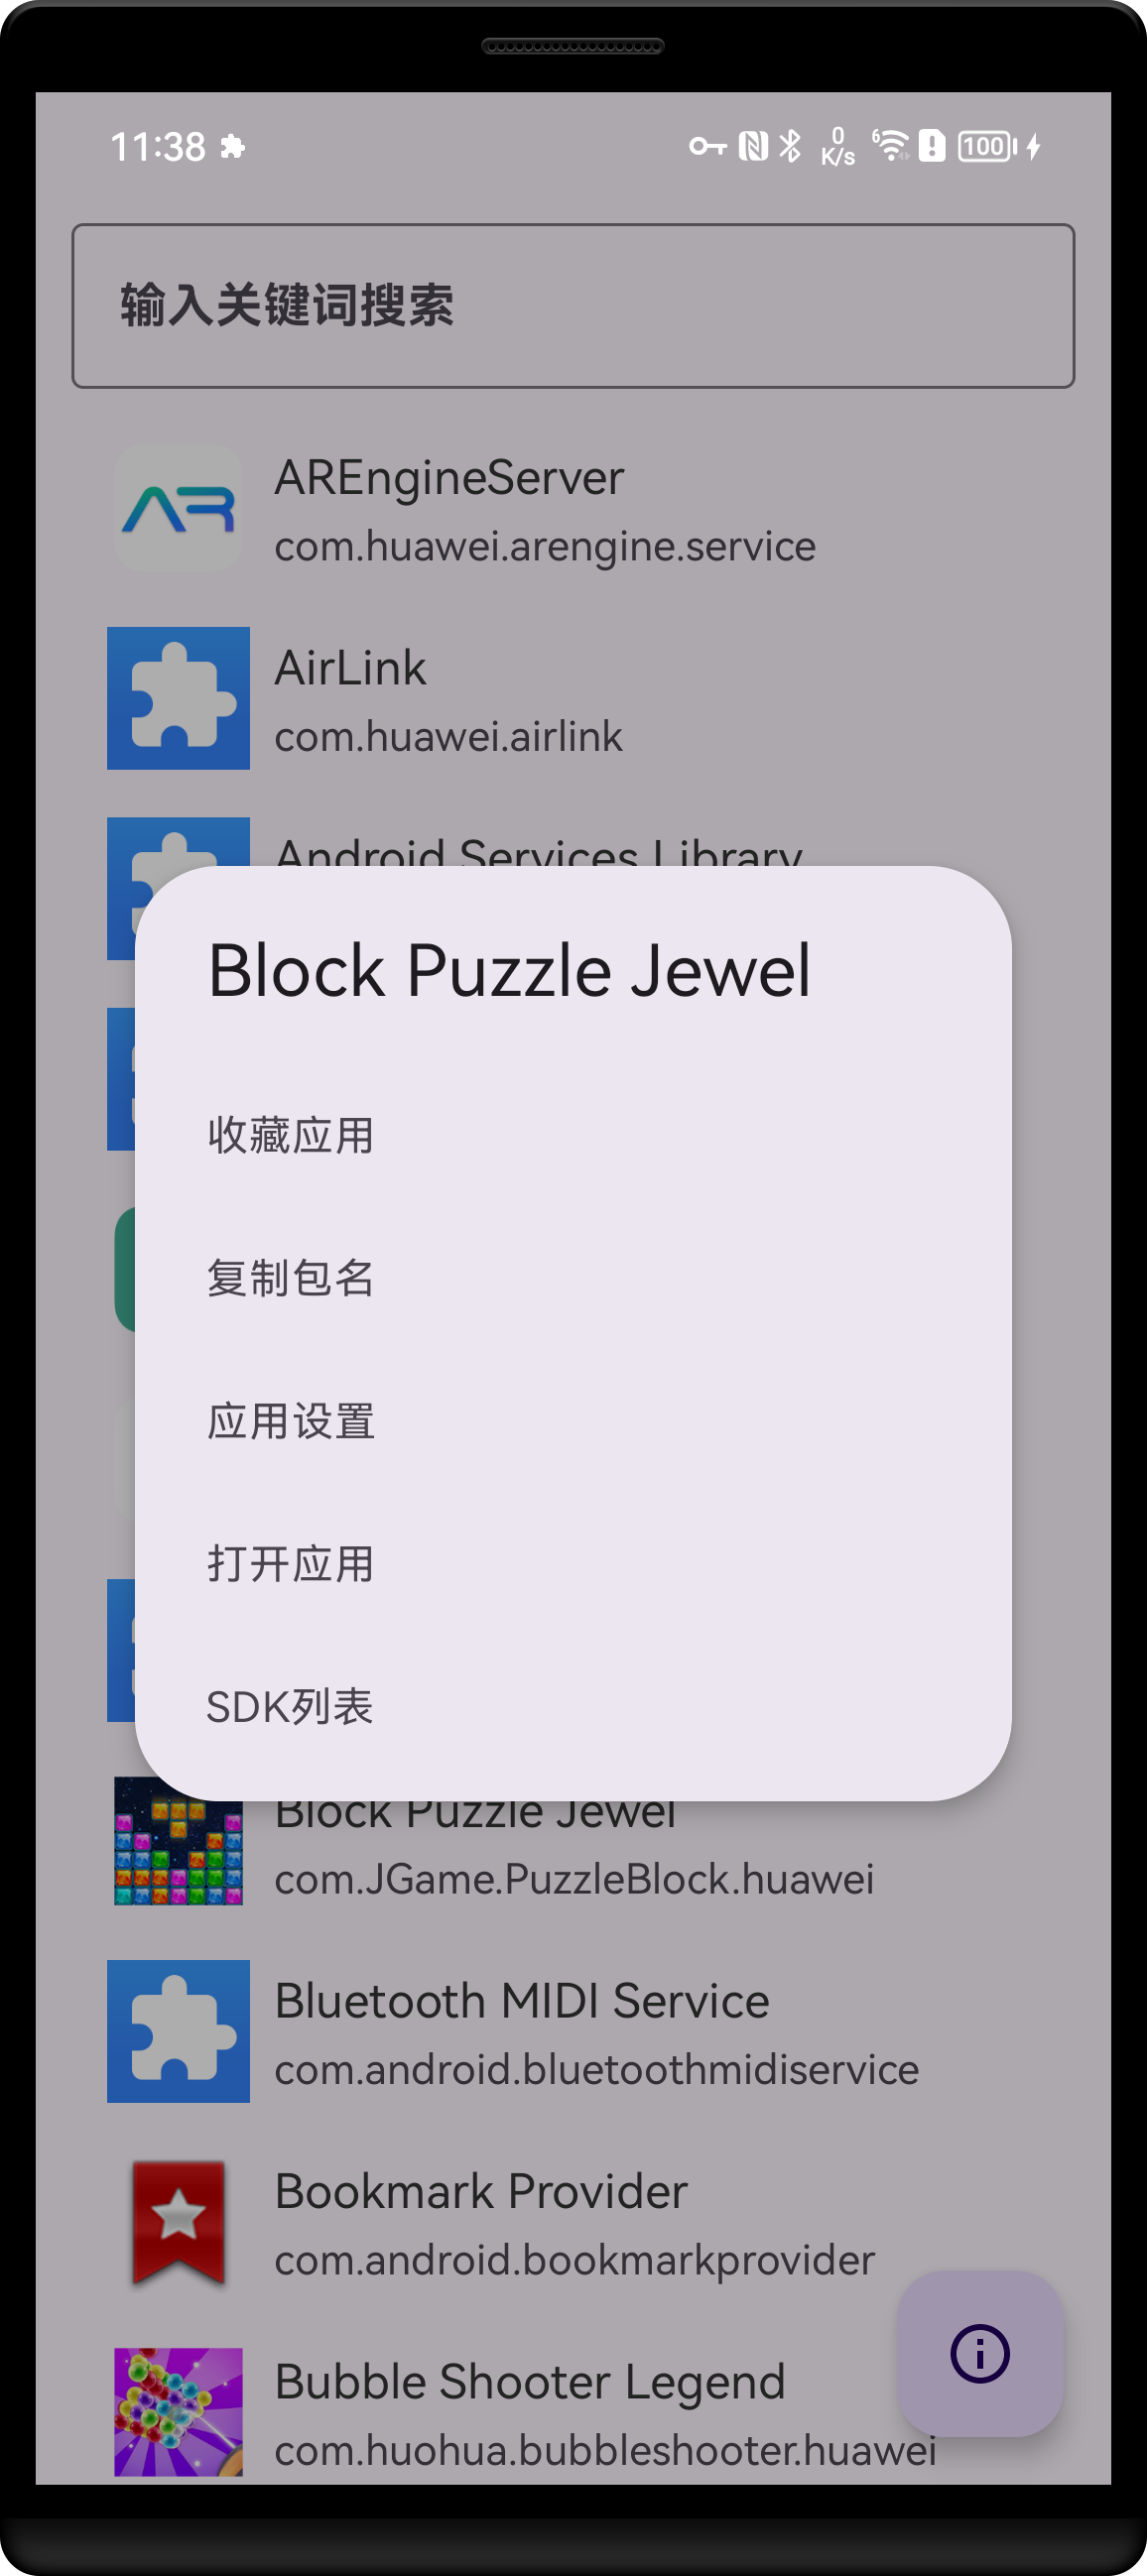 11:38
0
K/s
6
100
输入关键词搜索
AR
AREngineServer
com.huawei.arengine.service
AirLink
com.huawei.airlink
Android Services Library
Block Puzzle Jewel
收藏应用
复制包名
应用设置
打开应用
SDK列表
Block Puzzle Jewel
com.JGame.PuzzleBlock.huawei
Bluetooth MIDI Service
com.android.bluetoothmidiservice
Bookmark Provider
com.android.bookmarkprovider
Bubble Shooter Legend
com.huohua.bubbleshooter.huawei